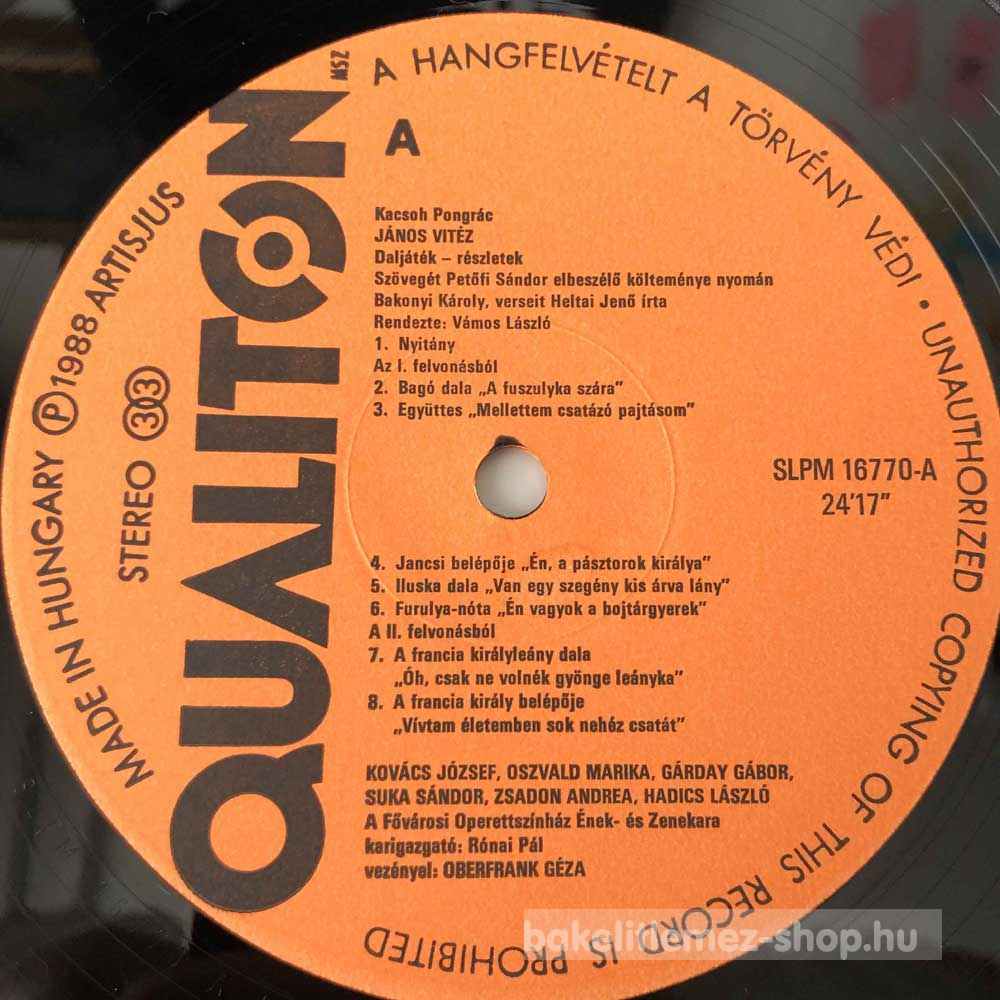 A HANGFELVÉTELT A TÖRVÉNY VÉDI • UNAUTHORIZED COPYING OF THIS RECORD IS PROHIBITED
MADE IN HUNGARY Ⓟ 1988 ARTISJUS
STEREO 33
QUALITON
MSZ
A
Kacsoh Pongrác
JÁNOS VITÉZ
Daljáték – részletek
Szövegét Petőfi Sándor elbeszélő költeménye nyomán
Bakonyi Károly, verseit Heltai Jenő írta
Rendezte: Vámos László
1. Nyitány
Az I. felvonásból
2. Bagó dala „A fuszulyka szára”
3. Együttes „Mellettem csatázó pajtásom”
SLPM 16770-A
24’17”
4. Jancsi belépője „Én, a pásztorok királya”
5. Iluska dala „Van egy szegény kis árva lány”
6. Furulya-nóta „Én vagyok a bojtárgyerek”
A II. felvonásból
7. A francia királyleány dala
„Óh, csak ne volnék gyönge leányka”
8. A francia király belépője
„Vívtam életemben sok nehéz csatát”
KOVÁCS JÓZSEF, OSZVALD MARIKA, GÁRDAY GÁBOR,
SUKA SÁNDOR, ZSADON ANDREA, HADICS LÁSZLÓ
A Fővárosi Operettszínház Ének- és Zenekara
karigazgató: Rónai Pál
vezényel: OBERFRANK GÉZA
bakelitlemez-shop.hu